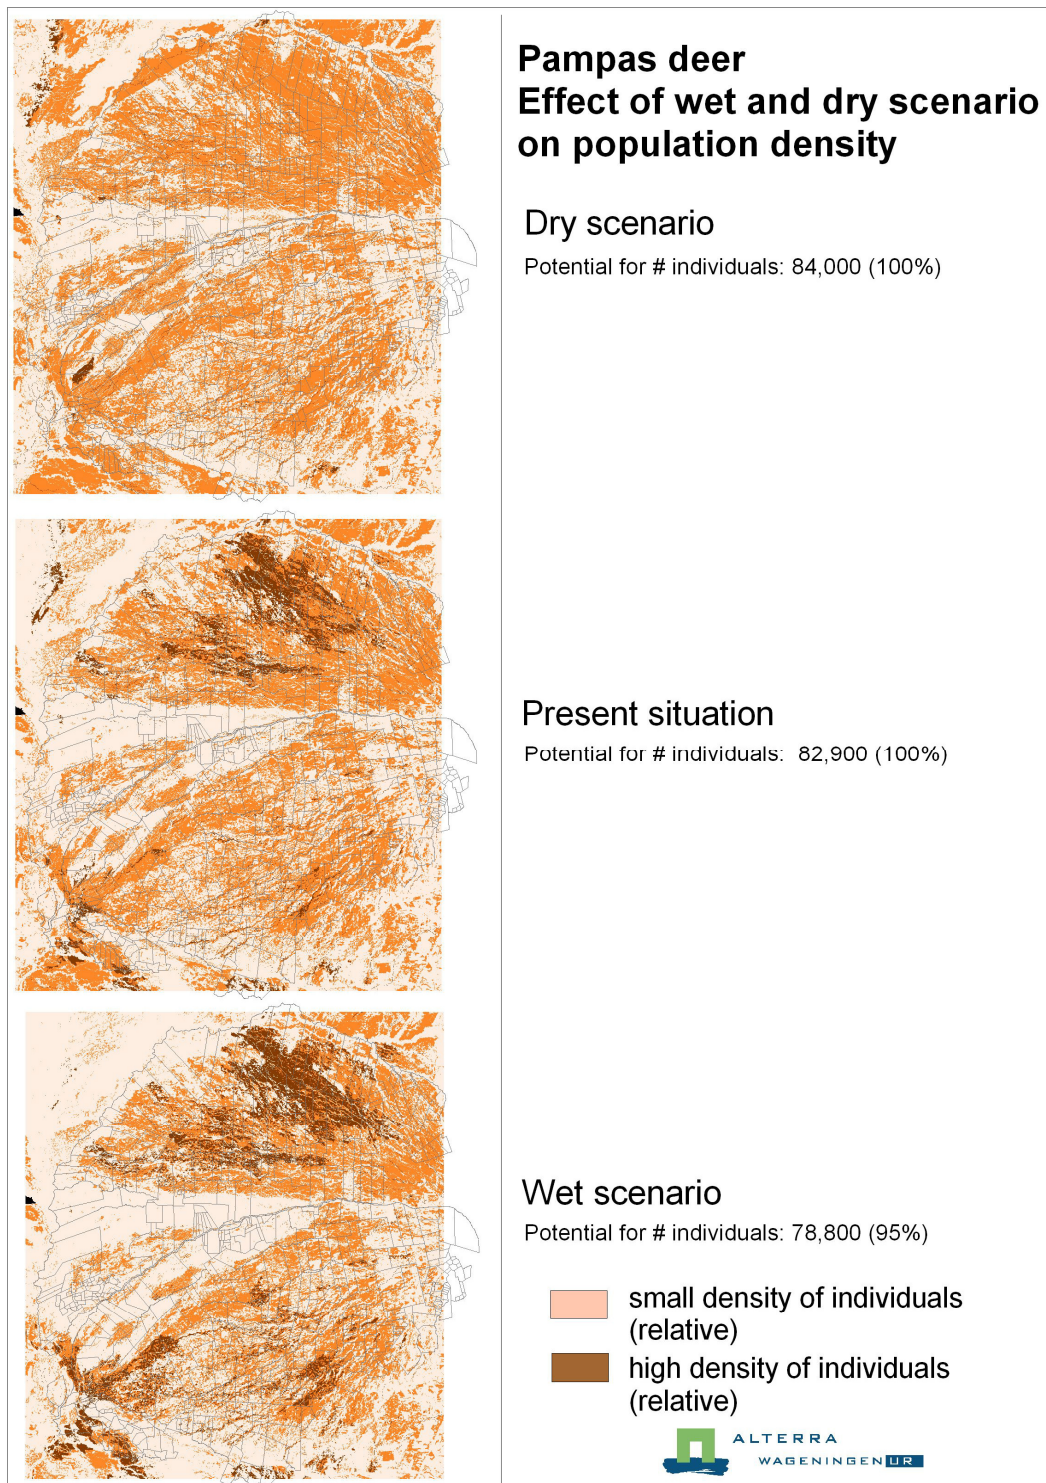 Pampas deer
Effect of wet and dry scenario
on population density
Dry scenario
Potential for # individuals: 84,000 (100%)
Present situation
Potential for # individuals: 82,900 (100%)
Wet scenario
Potential for # individuals: 78,800 (95%)
small density of individuals
(relative)
high density of individuals
(relative)
ALTERRA
WAGENINGEN UR